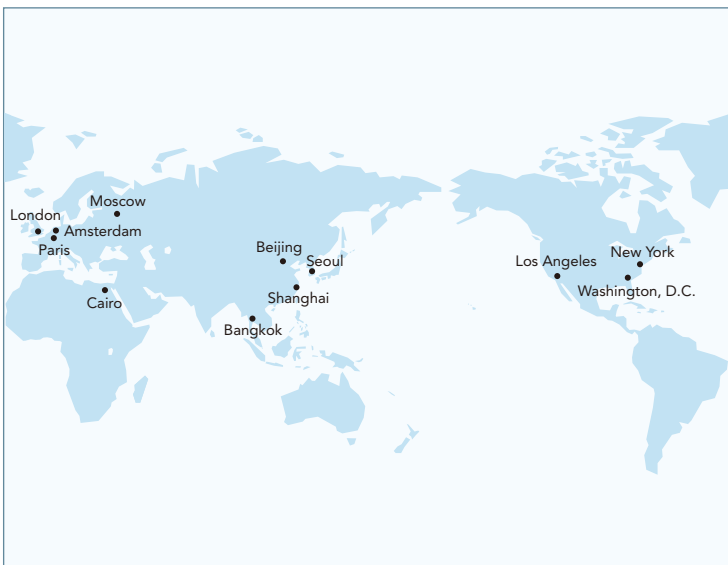 Moscow
London
Amsterdam
Paris
Beijing
Seoul
New York
Los Angeles
Cairo
Shanghai
Washington, D.C.
Bangkok